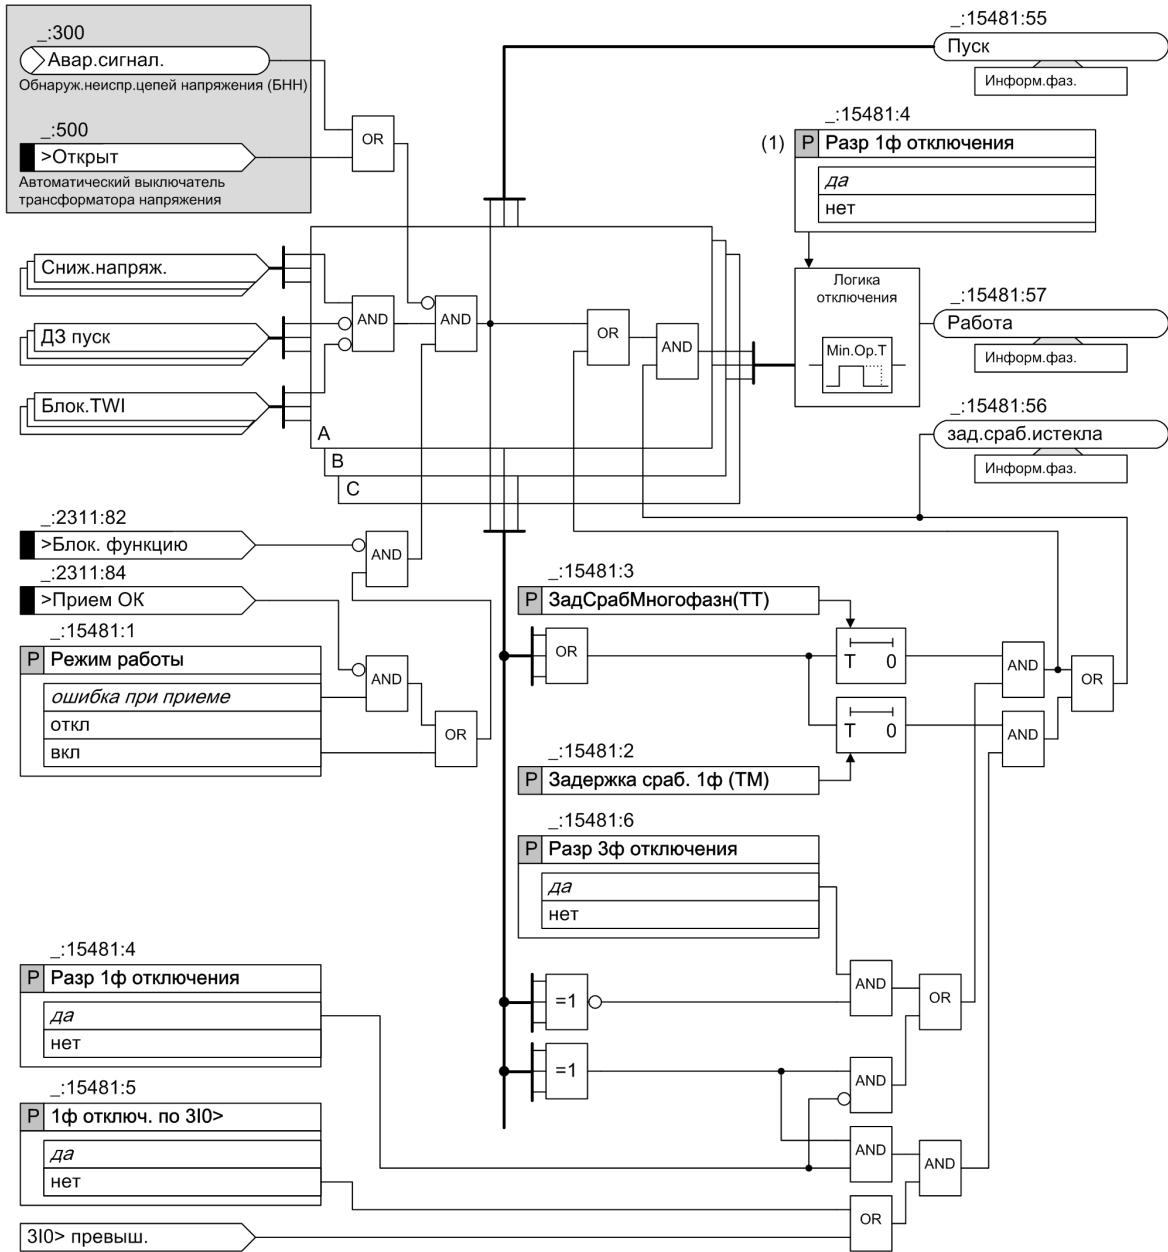 _:300
Авар.сигнал.
Обнаруж.неиспр.цепей напряжения (БНН)
_:500
>Открыт
Автоматический выключатель
трансформатора напряжения
OR
_:15481:55
Пуск
Информ.фаз.
_:15481:4
(1)
P Разр 1ф отключения
да
нет
Сниж.напряж.
ДЗ пуск
Блок.TWI
AND
AND
OR
AND
A
B
C
Логика
отключения
Min.Op.T
_:15481:57
Работа
Информ.фаз.
_:15481:56
зад.сраб.истекла
Информ.фаз.
_:2311:82
>Блок. функцию
AND
_:2311:84
>Прием ОК
_:15481:1
P Режим работы
ошибка при приеме
откл
вкл
AND
OR
_:15481:3
P ЗадСрабМногофазн(ТТ)
OR
T 0
AND
OR
T 0
AND
_:15481:2
P Задержка сраб. 1ф (ТМ)
_:15481:6
P Разр 3ф отключения
да
нет
_:15481:4
P Разр 1ф отключения
да
нет
=1
AND
OR
=1
AND
_:15481:5
P 1ф отключ. по 3I0>
да
нет
AND
AND
OR
3I0> превыш.